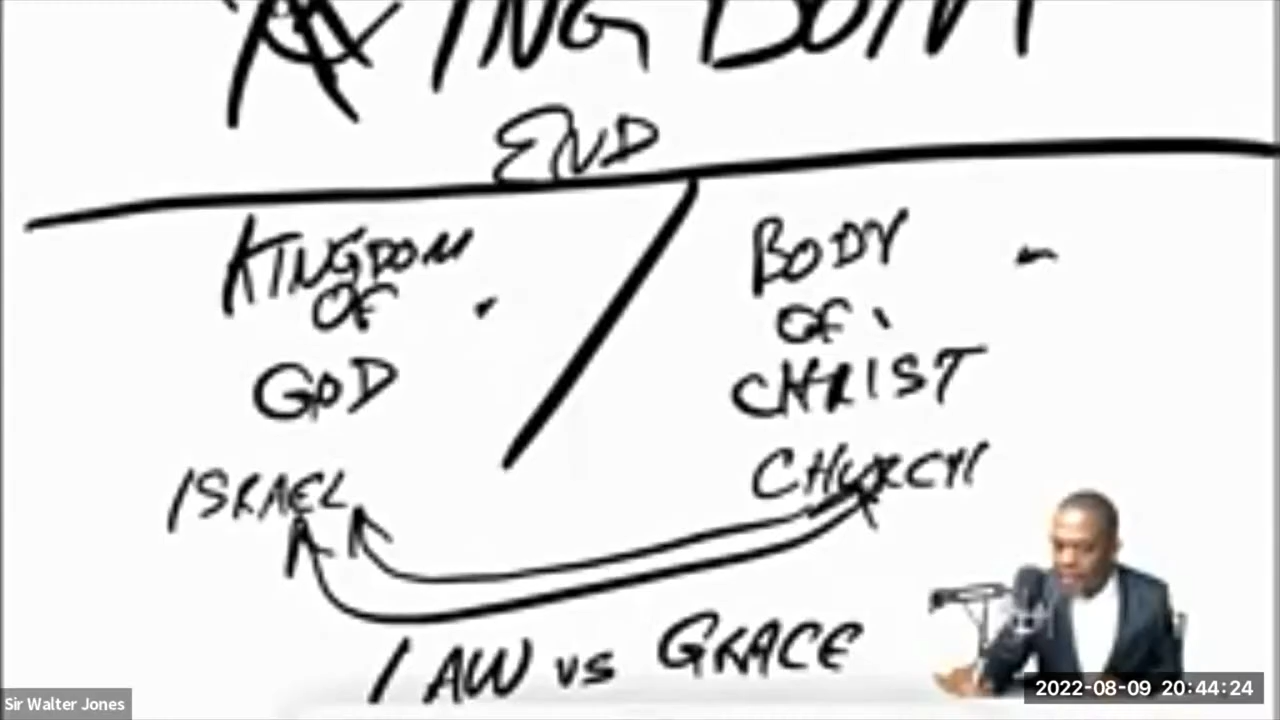 KINGDOM
END
KINGDOM
OF
GOD
ISRAEL
BODY
OF
CHRIST
CHURCH
LAW VS GRACE
Sir Walter Jones
2022-08-09 20:44:24